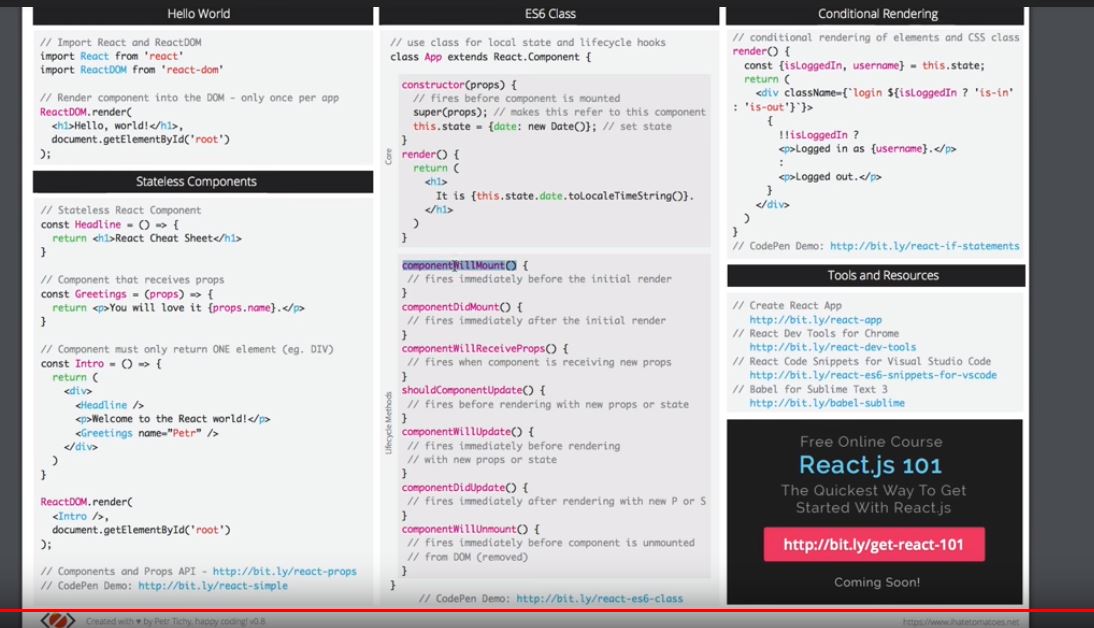 Hello World
// Import React and ReactDOM
import React from 'react'
import ReactDOM from 'react-dom'
// Render component into the DOM - only once per app
ReactDOM.render(
<h1>Hello, world!</h1>,
document.getElementById('root')
);
Stateless Components
// Stateless React Component
const Headline = () => {
return <h1>React Cheat Sheet</h1>
}
// Component that receives props
const Greetings = (props) => {
return <p>You will love it {props.name}.</p>
}
// Component must only return ONE element (eg. DIV)
const Intro = () => {
return (
<div>
<Headline />
<p>Welcome to the React world!</p>
<Greetings name="Petr" />
</div>
)
}
ReactDOM.render(
<Intro />,
document.getElementById('root')
);
// Components and Props API - http://bit.ly/react-props
// CodePen Demo: http://bit.ly/react-simple
ES6 Class
// use class for local state and lifecycle hooks
class App extends React.Component {
Core
constructor(props) {
// fires before component is mounted
super(props); // makes this refer to this component
this.state = {date: new Date()}; // set state
}
render() {
return (
<h1>
It is {this.state.date.toLocaleTimeString()}.
</h1>
)
}
Lifecycle Methods
componentWillMount() {
// fires immediately before the initial render
}
componentDidMount() {
// fires immediately after the initial render
}
componentWillReceiveProps() {
// fires when component is receiving new props
}
shouldComponentUpdate() {
// fires before rendering with new props or state
}
componentWillUpdate() {
// fires immediately before rendering
// with new props or state
}
componentDidUpdate() {
// fires immediately after rendering with new P or S
}
componentWillUnmount() {
// fires immediately before component is unmounted
// from DOM (removed)
}
}
// CodePen Demo: http://bit.ly/react-es6-class
Conditional Rendering
// conditional rendering of elements and CSS class
render() {
const {isLoggedIn, username} = this.state;
return (
<div className={`login ${isLoggedIn ? 'is-in'
: 'is-out'}`}>
{
!!isLoggedIn ?
<p>Logged in as {username}.</p>
:
<p>Logged out.</p>
}
</div>
)
}
// CodePen Demo: http://bit.ly/react-if-statements
Tools and Resources
// Create React App
http://bit.ly/react-app
// React Dev Tools for Chrome
http://bit.ly/react-dev-tools
// React Code Snippets for Visual Studio Code
http://bit.ly/react-es6-snippets-for-vscode
// Babel for Sublime Text 3
http://bit.ly/babel-sublime
Free Online Course
React.js 101
The Quickest Way To Get
Started With React.js
http://bit.ly/get-react-101
Coming Soon!
Created with ♥ by Petr Tichy, happy coding! v0.8
https://www.ihatetomatoes.net